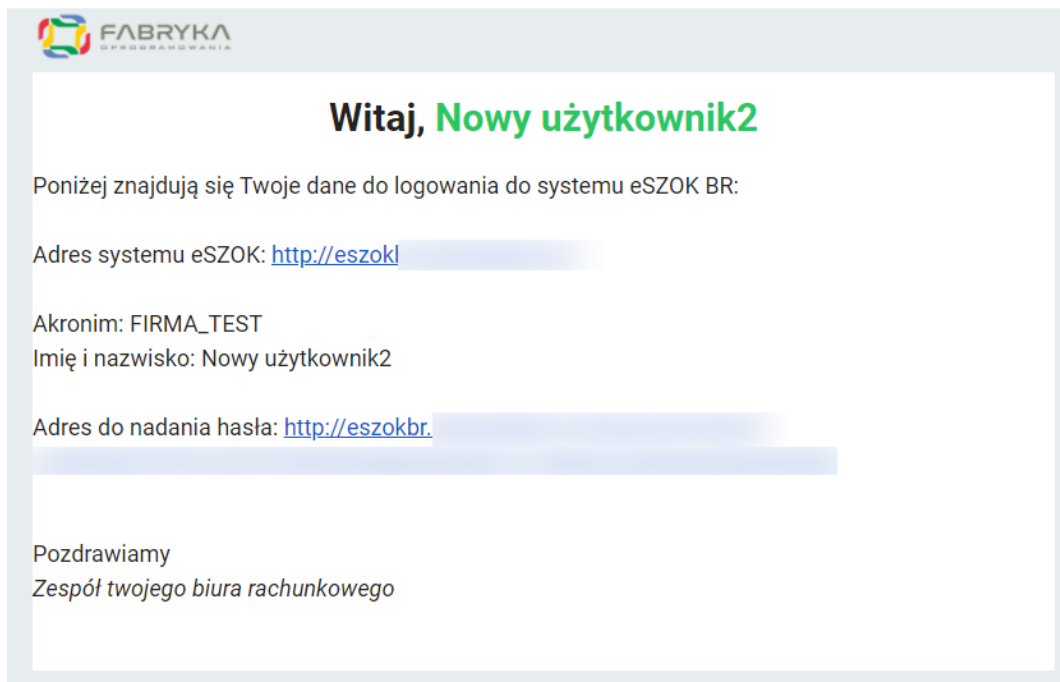 FABRYKA
OPROGRAMOWANIA
Witaj, Nowy użytkownik2
Poniżej znajdują się Twoje dane do logowania do systemu eSZOK BR:
Adres systemu eSZOK: http://eszokl
Akronim: FIRMA_TEST
Imię i nazwisko: Nowy użytkownik2
Adres do nadania hasła: http://eszokbr.
Pozdrawiamy
Zespół twojego biura rachunkowego